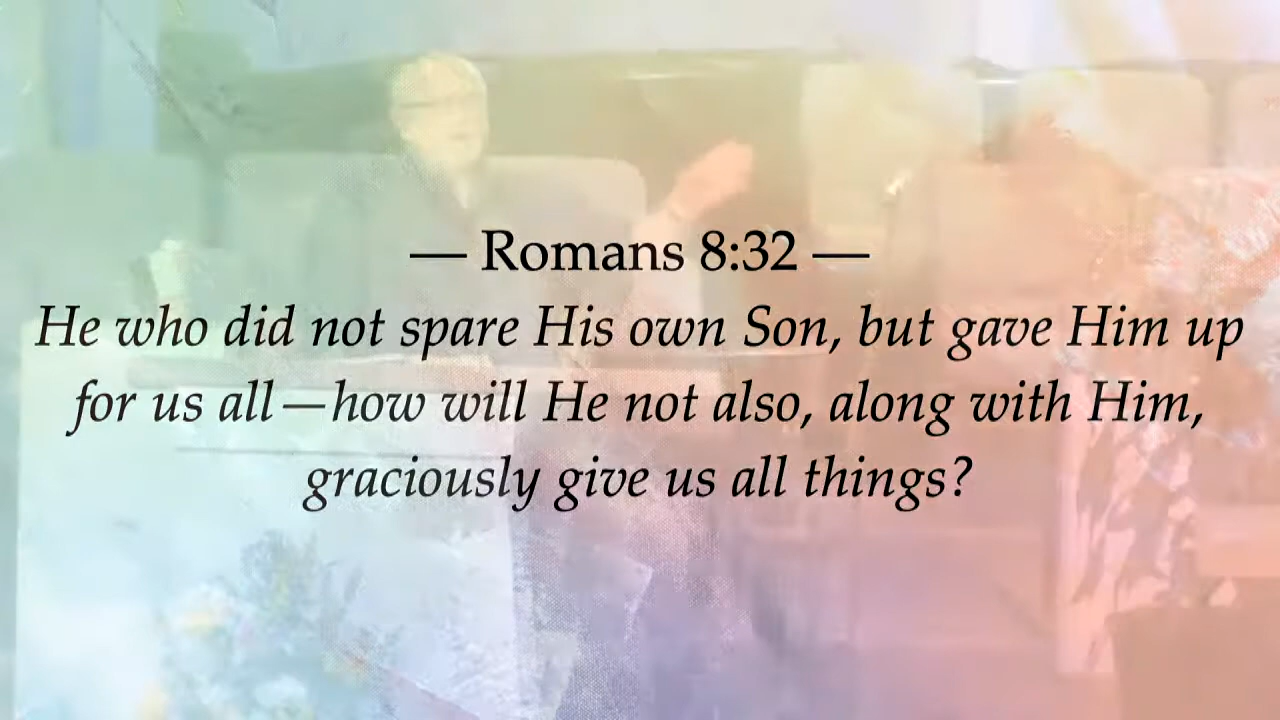 — Romans 8:32 —
He who did not spare His own Son, but gave Him up
for us all—how will He not also, along with Him,
graciously give us all things?